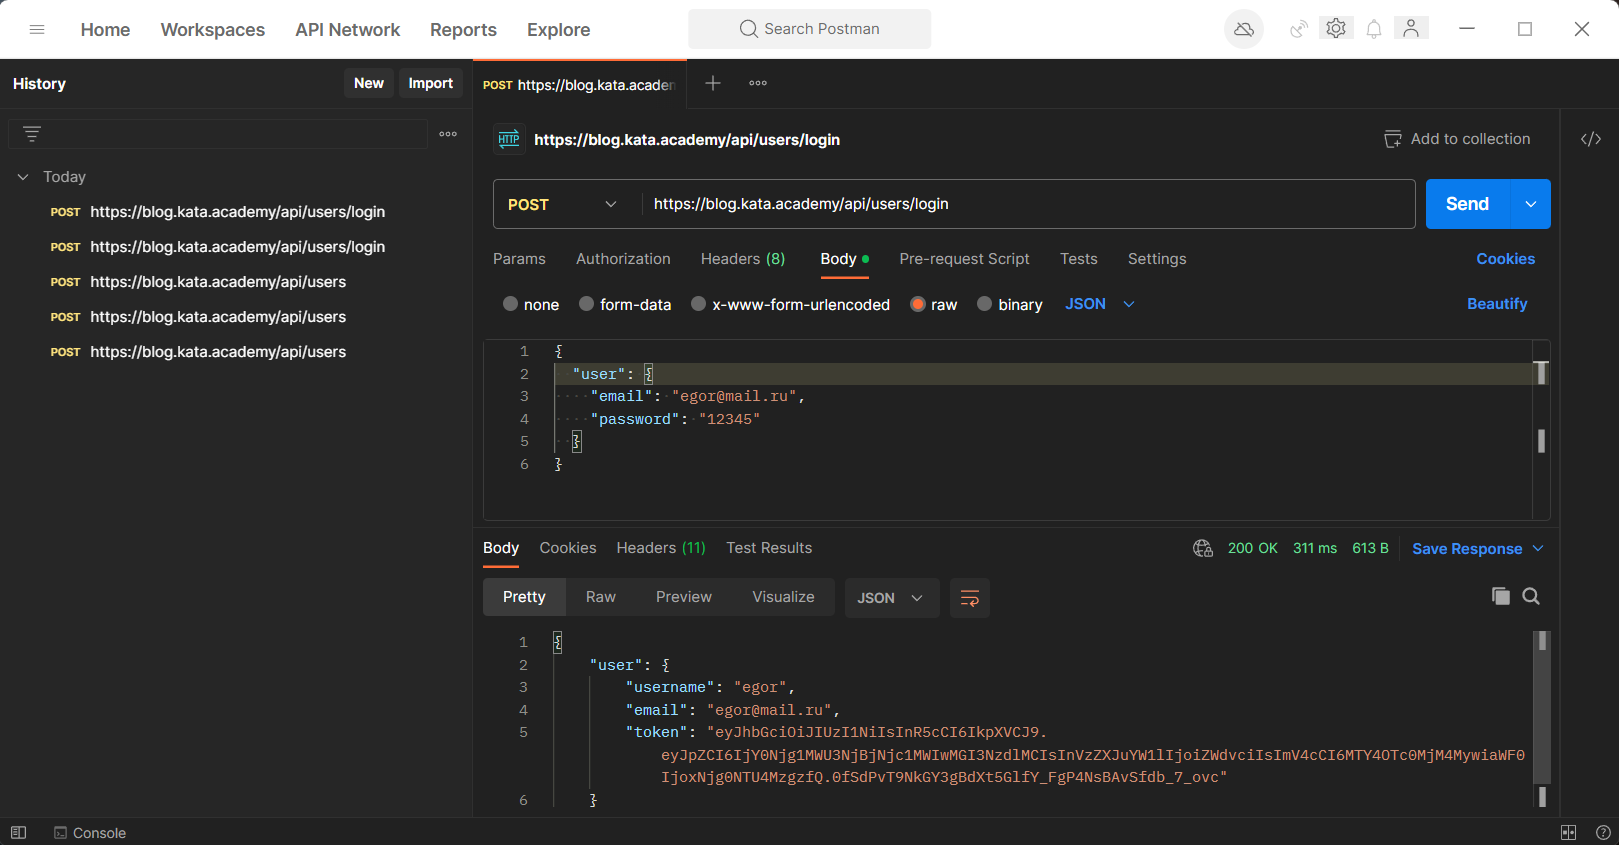 Home Workspaces API Network Reports Explore Search Postman
History New Import
POST https://blog.kata.academ
HTTP https://blog.kata.academy/api/users/login Add to collection
Today
POST https://blog.kata.academy/api/users/login
POST https://blog.kata.academy/api/users/login
POST https://blog.kata.academy/api/users
POST https://blog.kata.academy/api/users
POST https://blog.kata.academy/api/users
POST https://blog.kata.academy/api/users/login Send
Params Authorization Headers (8) Body Pre-request Script Tests Settings Cookies
none form-data x-www-form-urlencoded raw binary JSON Beautify
1 {
2 "user": {
3 "email": "egor@mail.ru",
4 "password": "12345"
5 }
6 }
Body Cookies Headers (11) Test Results 200 OK 311 ms 613 B Save Response
Pretty Raw Preview Visualize JSON
1 {
2 "user": {
3 "username": "egor",
4 "email": "egor@mail.ru",
5 "token": "eyJhbGciOiJIUzI1NiIsInR5cCI6IkpXVCJ9.
eyJpZCI6IjY0Njg1MWU3NjBjNjc1MWIwMGI3NzdlMCIsInVzZXJuYW1lIjoiZWdvciIsImV4cCI6MTY4OTc0MjM4MywiaWF0
IjoxNjg0NTU4MzgzfQ.0fSdPvT9NkGY3gBdXt5GlfY_FgP4NsBAvSfdb_7_ovc"
6 }
Console